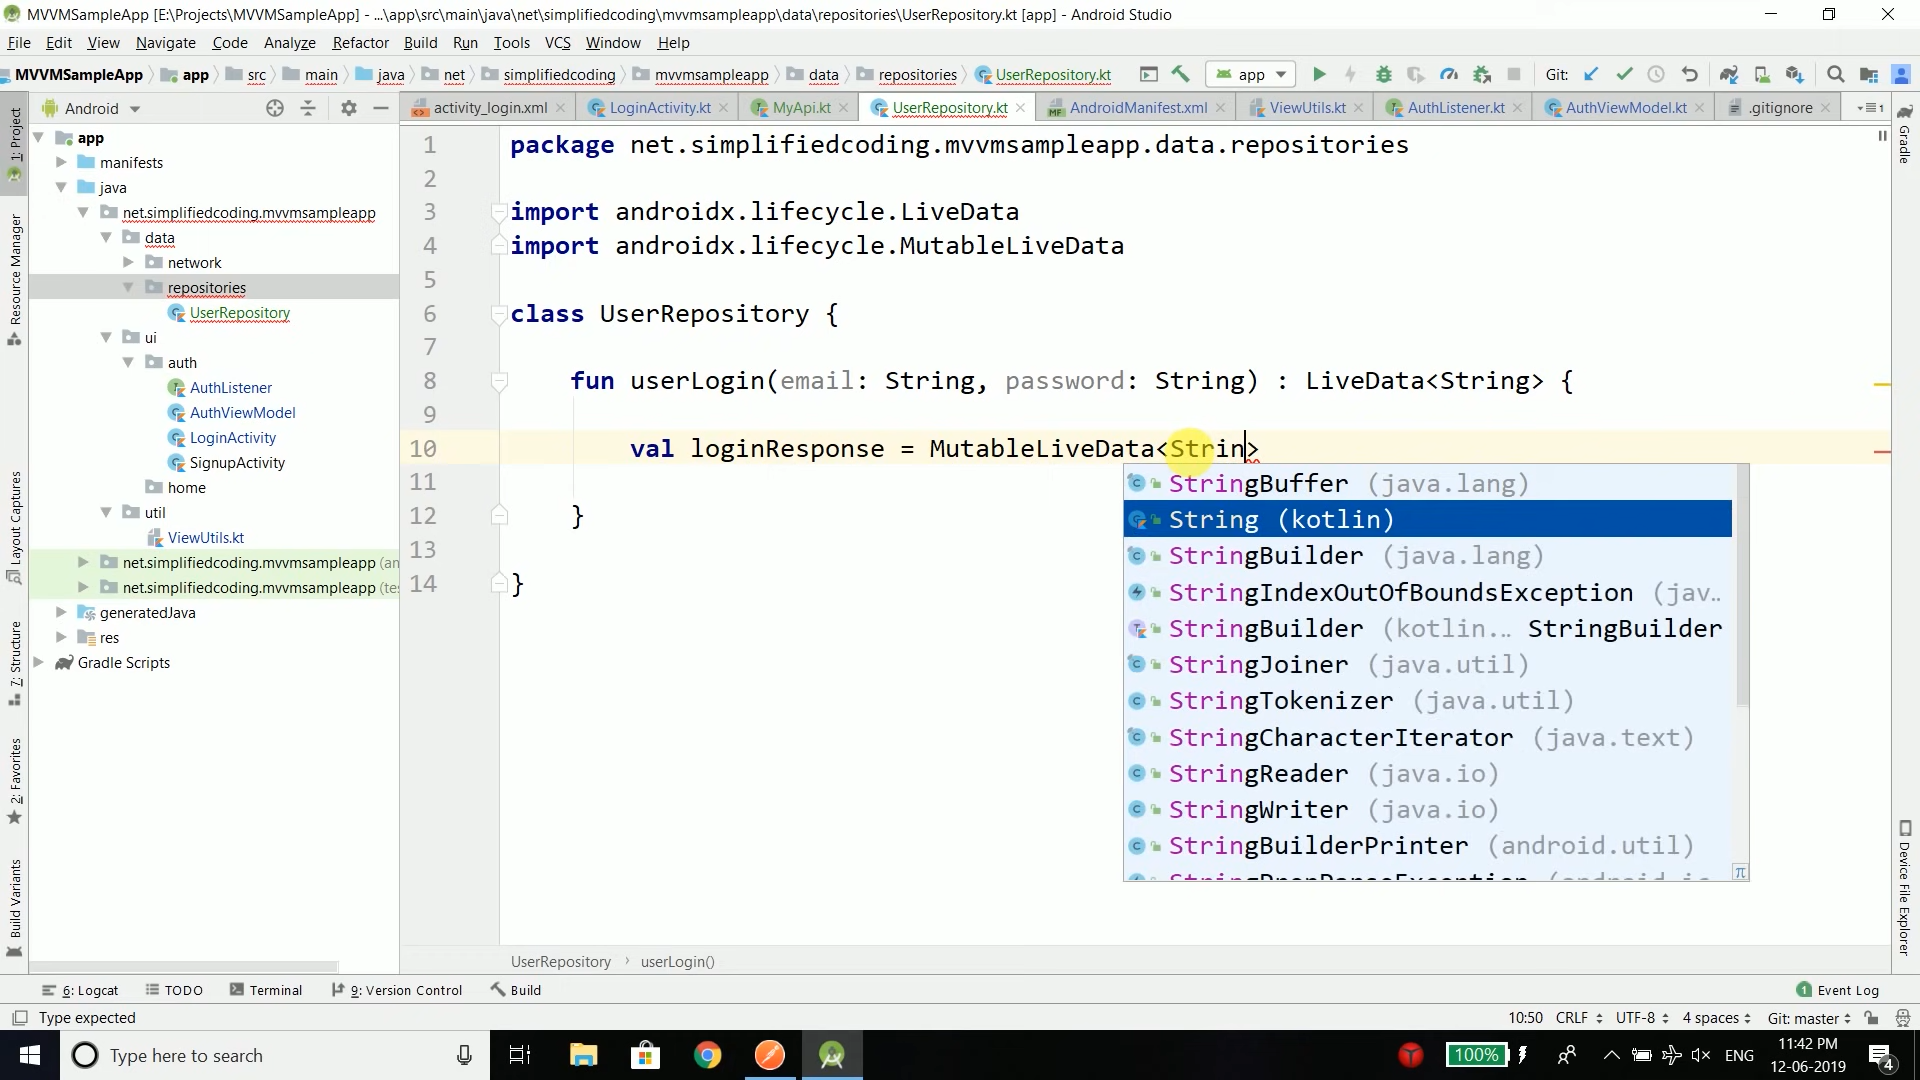 MVVMSampleApp [E:\Projects\MVVMSampleApp] - ...\app\src\main\java\net\simplifiedcoding\mvvmsampleapp\data\repositories\UserRepository.kt [app] - Android Studio
File Edit View Navigate Code Analyze Refactor Build Run Tools VCS Window Help
MVVMSampleApp app src main java net simplifiedcoding mvvmsampleapp data repositories UserRepository.kt app Git:
Android
activity_login.xml LoginActivity.kt MyApi.kt UserRepository.kt AndroidManifest.xml ViewUtils.kt AuthListener.kt AuthViewModel.kt .gitignore
1: Project
Resource Manager
Layout Captures
7: Structure
2: Favorites
Build Variants
app
manifests
java
net.simplifiedcoding.mvvmsampleapp
data
network
repositories
UserRepository
ui
auth
AuthListener
AuthViewModel
LoginActivity
SignupActivity
home
util
ViewUtils.kt
net.simplifiedcoding.mvvmsampleapp (an
net.simplifiedcoding.mvvmsampleapp (te
generatedJava
res
Gradle Scripts
1 package net.simplifiedcoding.mvvmsampleapp.data.repositories
2
3 import androidx.lifecycle.LiveData
4 import androidx.lifecycle.MutableLiveData
5
6 class UserRepository {
7
8 fun userLogin(email: String, password: String) : LiveData<String> {
9
10 val loginResponse = MutableLiveData<Strin>
11
12 }
13
14 }
StringBuffer (java.lang)
String (kotlin)
StringBuilder (java.lang)
StringIndexOutOfBoundsException (jav…
StringBuilder (kotlin… StringBuilder
StringJoiner (java.util)
StringTokenizer (java.util)
StringCharacterIterator (java.text)
StringReader (java.io)
StringWriter (java.io)
StringBuilderPrinter (android.util)
π
Gradle
Device File Explorer
UserRepository › userLogin()
6: Logcat TODO Terminal 9: Version Control Build 1 Event Log
Type expected 10:50 CRLF UTF-8 4 spaces Git: master
Type here to search 100% ENG 11:42 PM 12-06-2019 4